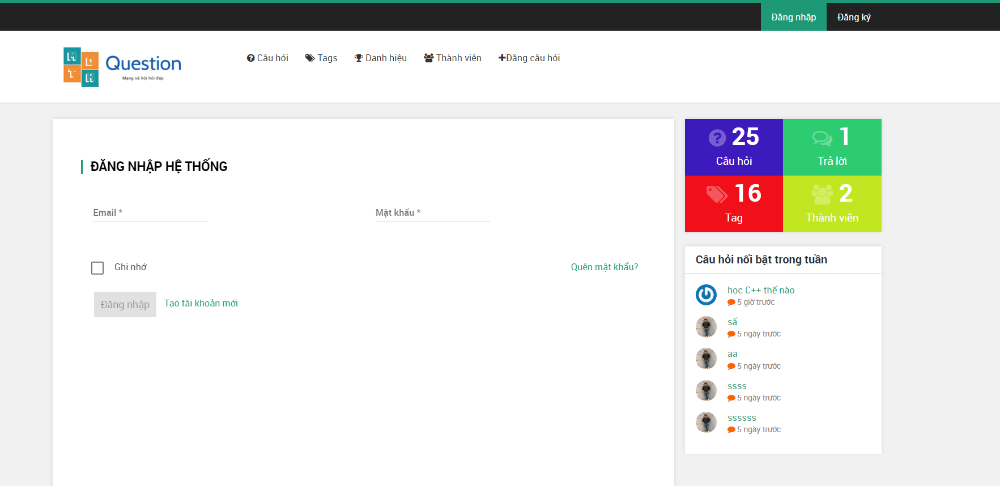 Đăng nhập Đăng ký
H D
T H
Question
Mạng xã hội hỏi đáp
Câu hỏi Tags Danh hiệu Thành viên Đăng câu hỏi
ĐĂNG NHẬP HỆ THỐNG
Email * Mật khẩu *
Ghi nhớ Quên mật khẩu?
Đăng nhập Tạo tài khoản mới
25
Câu hỏi
1
Trả lời
16
Tag
2
Thành viên
Câu hỏi nổi bật trong tuần
học C++ thế nào
5 giờ trước
sấ
5 ngày trước
aa
5 ngày trước
ssss
5 ngày trước
ssssss
5 ngày trước